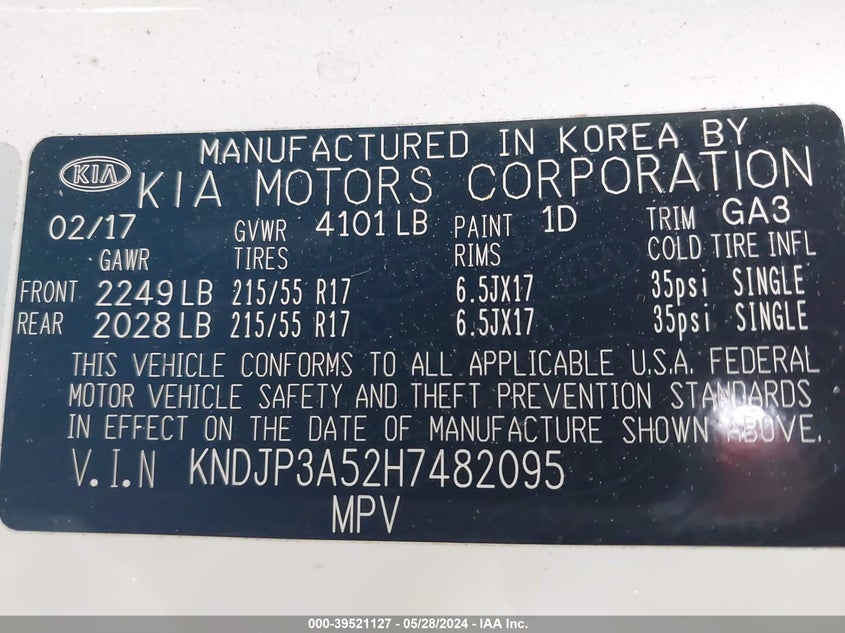 MANUFACTURED IN KOREA BY
KIA KIA MOTORS CORPORATION
02/17 GVWR 4101 LB PAINT 1D TRIM GA3
GAWR TIRES RIMS COLD TIRE INFL
FRONT 2249 LB 215/55 R17 6.5JX17 35psi SINGLE
REAR 2028 LB 215/55 R17 6.5JX17 35psi SINGLE
THIS VEHICLE CONFORMS TO ALL APPLICABLE U.S.A. FEDERAL
MOTOR VEHICLE SAFETY AND THEFT PREVENTION STANDARDS
IN EFFECT ON THE DATE OF MANUFACTURE SHOWN ABOVE.
V.I.N KNDJP3A52H7482095
MPV
000-39521127 - 05/28/2024 - IAA Inc.